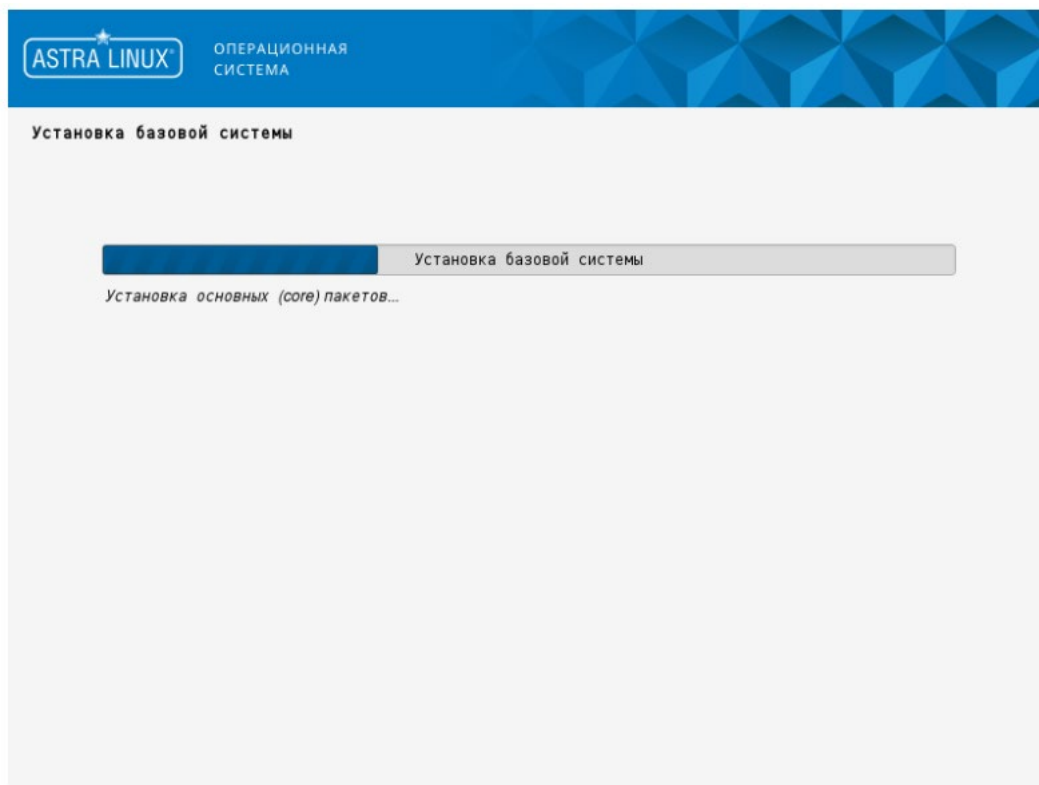 ASTRA LINUX®
ОПЕРАЦИОННАЯ
СИСТЕМА
Установка базовой системы
Установка базовой системы
Установка основных (core) пакетов...